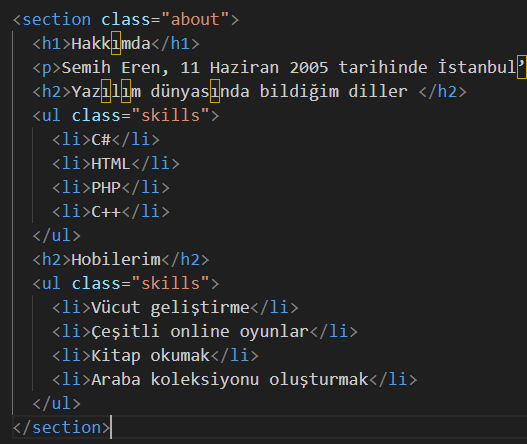 <section class="about">
<h1>Hakkımda</h1>
<p>Semih Eren, 11 Haziran 2005 tarihinde İstanbul’
<h2>Yazılım dünyasında bildiğim diller </h2>
<ul class="skills">
<li>C#</li>
<li>HTML</li>
<li>PHP</li>
<li>C++</li>
</ul>
<h2>Hobilerim</h2>
<ul class="skills">
<li>Vücut geliştirme</li>
<li>Çeşitli online oyunlar</li>
<li>Kitap okumak</li>
<li>Araba koleksiyonu oluşturmak</li>
</ul>
</section>